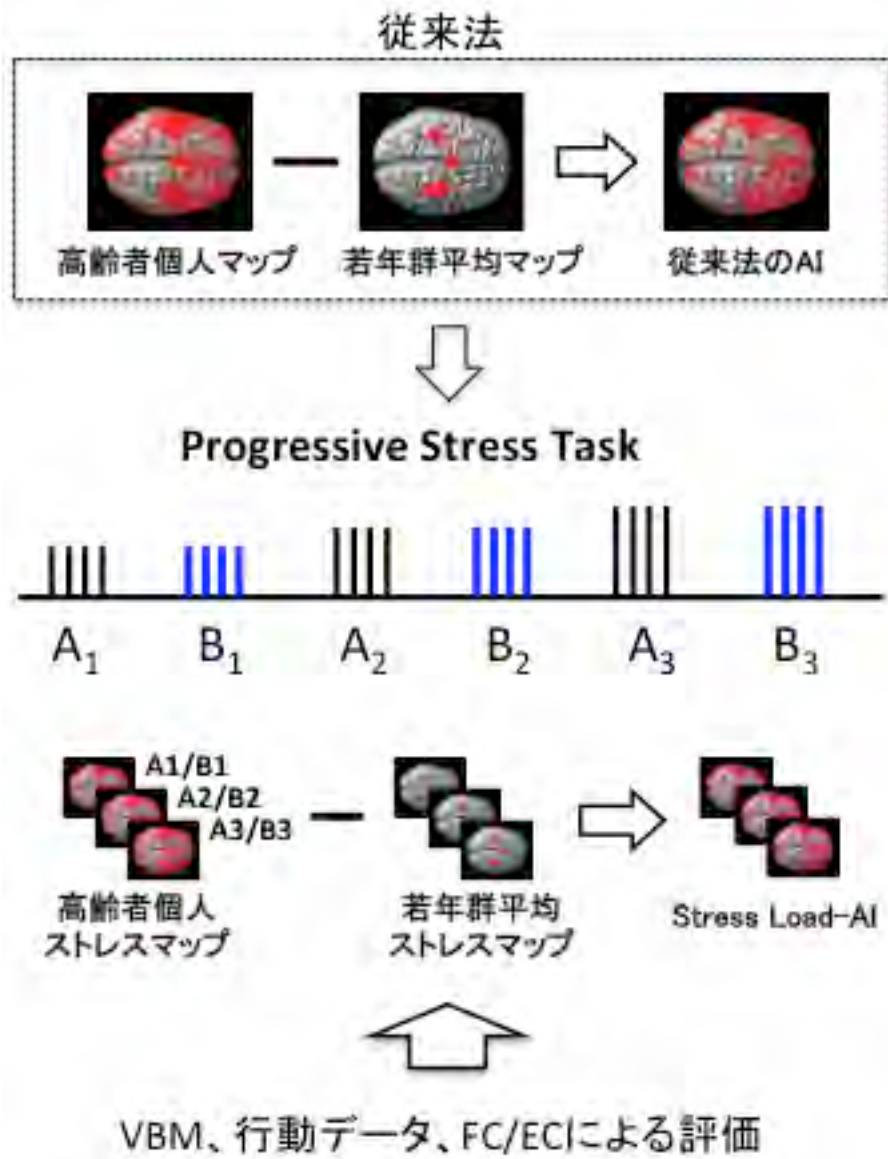 従来法
高齢者個人マップ
若年群平均マップ
従来法のAI
Progressive Stress Task
A1
B1
A2
B2
A3
B3
A1/B1
A2/B2
A3/B3
高齢者個人
ストレスマップ
若年群平均
ストレスマップ
Stress Load-AI
VBM、行動データ、FC/ECによる評価